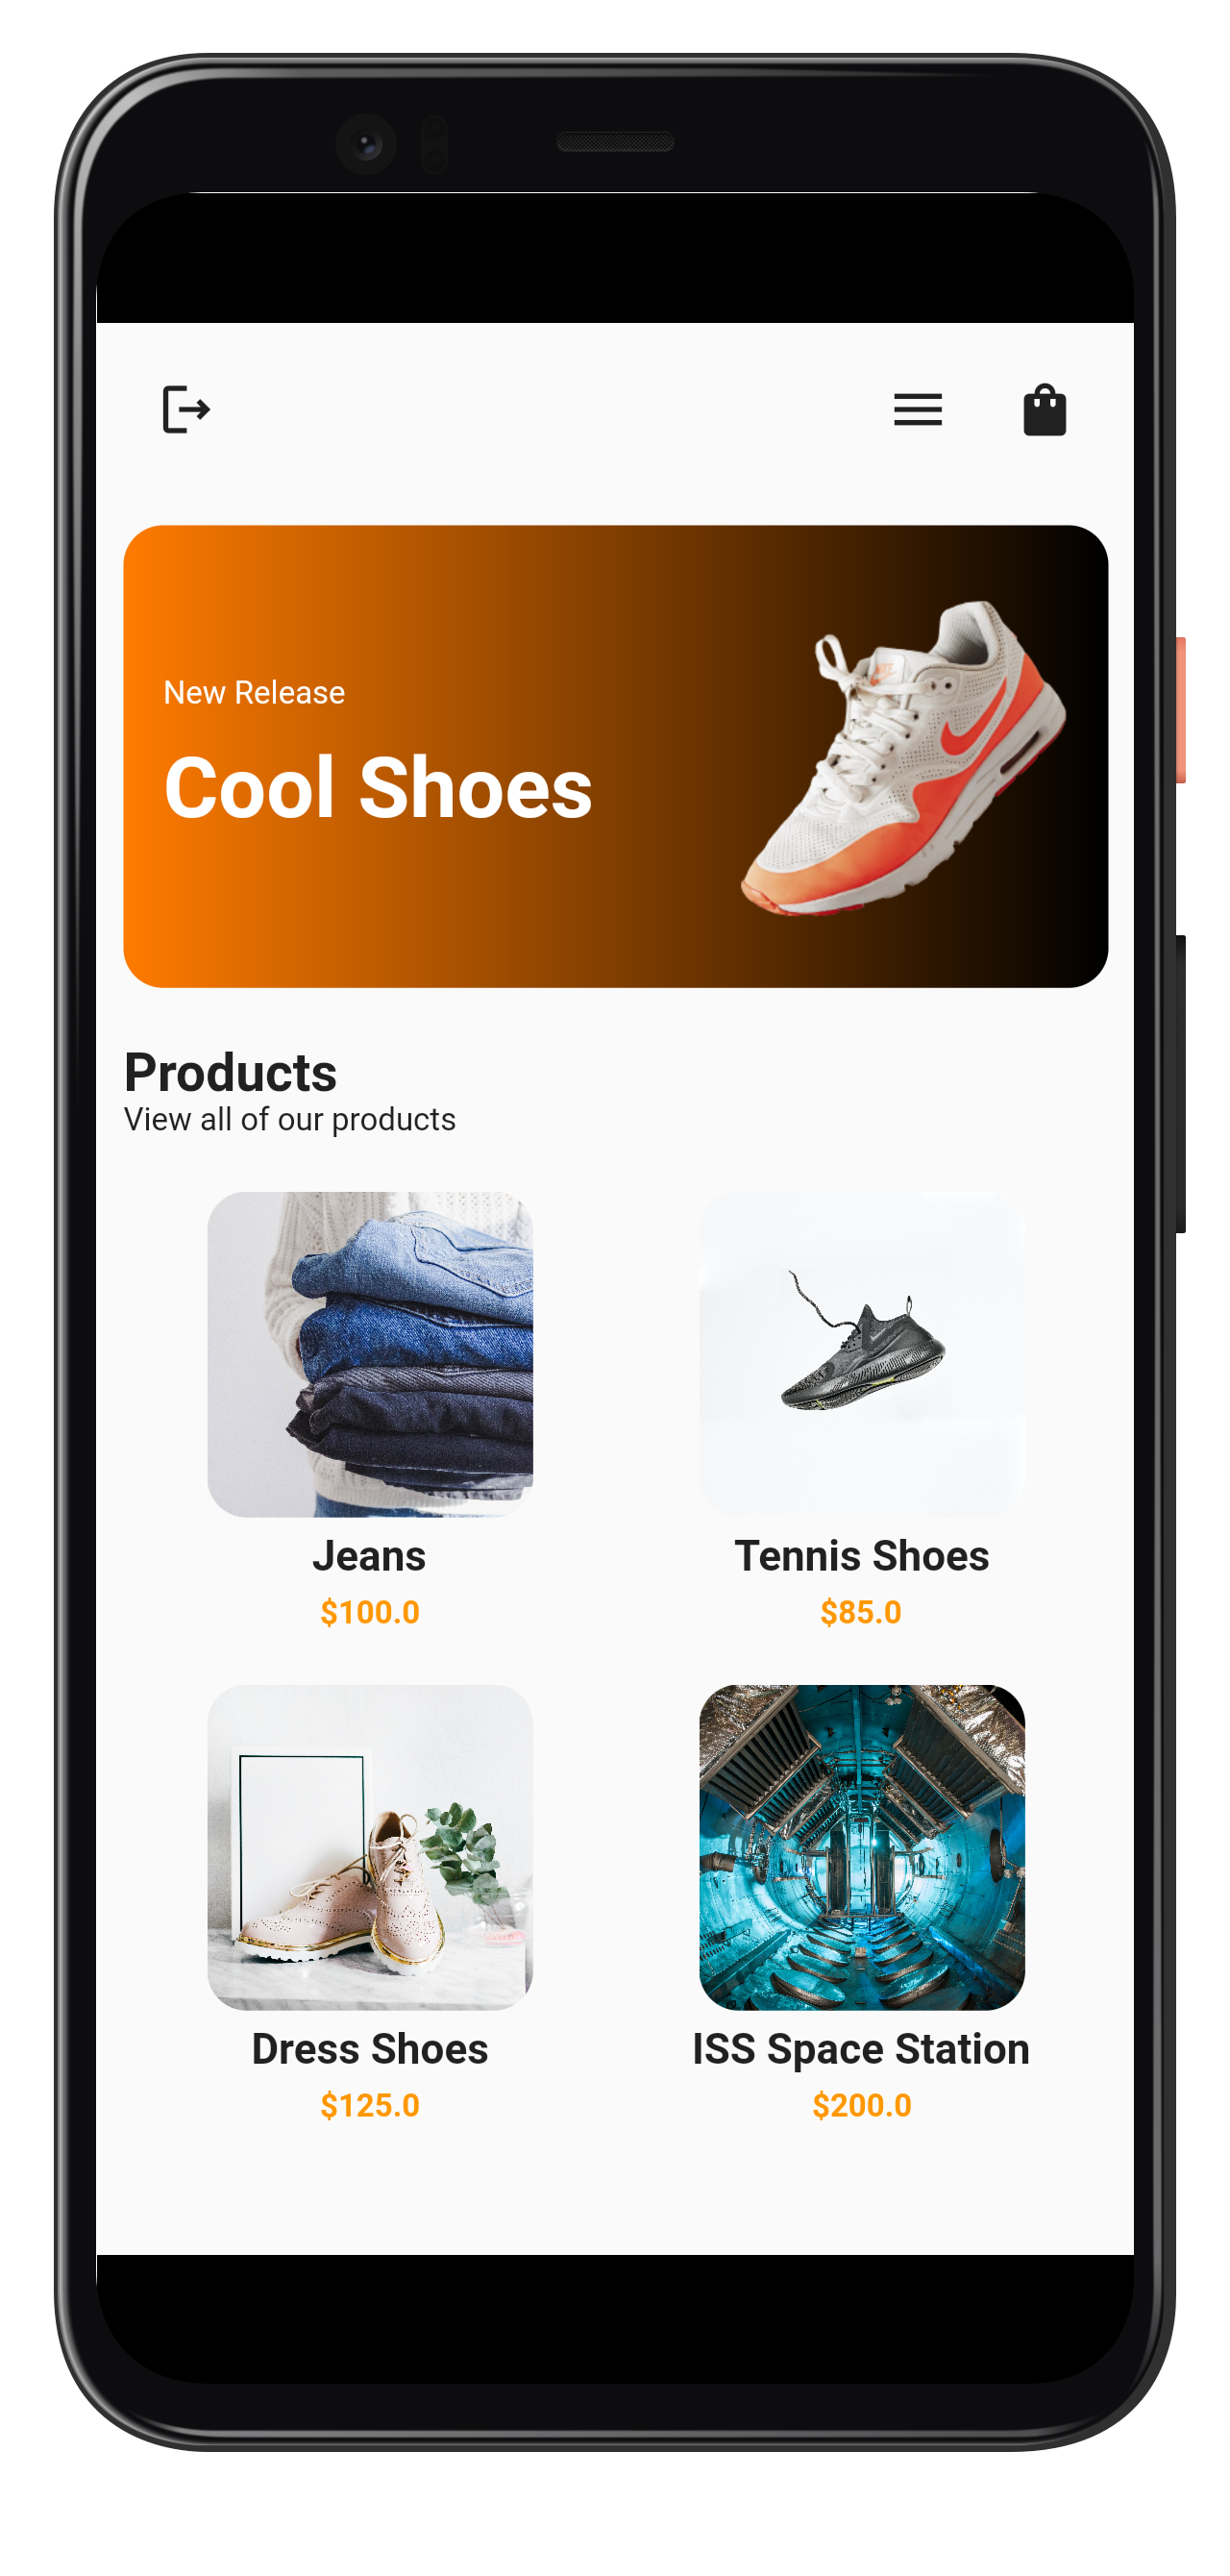 New Release
Cool Shoes
Products
View all of our products
Jeans
$100.0
Tennis Shoes
$85.0
Dress Shoes
$125.0
ISS Space Station
$200.0